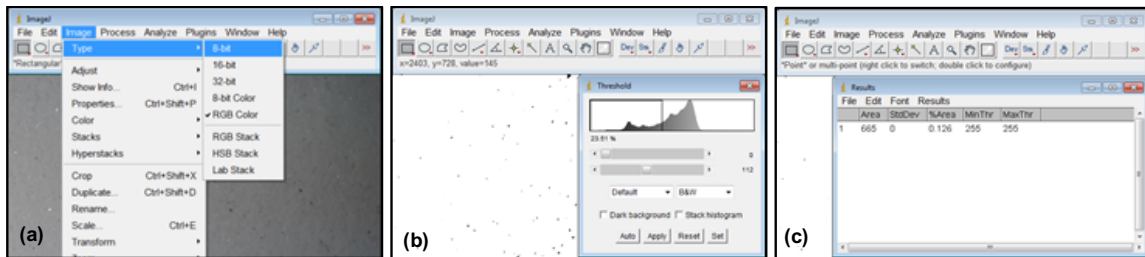 ImageJ
File Edit Image Process Analyze Plugins Window Help
*Rectangular*
Type
Adjust
Show Info... Ctrl+I
Properties... Ctrl+Shift+P
Color
Stacks
Hyperstacks
Crop Ctrl+Shift+X
Duplicate... Ctrl+Shift+D
Rename...
Scale... Ctrl+E
Transform
8-bit
16-bit
32-bit
8-bit Color
RGB Color
RGB Stack
HSB Stack
Lab Stack
(a)
ImageJ
File Edit Image Process Analyze Plugins Window Help
A Dev Stk
x=2403, y=728, value=145
Threshold
23.51 %
0
112
Default B&W
Dark background Stack histogram
Auto Apply Reset Set
(b)
ImageJ
File Edit Image Process Analyze Plugins Window Help
A Dev Stk
"Point" or multi-point (right click to switch; double click to configure)
Results
File Edit Font Results
Area StdDev %Area MinThr MaxThr
1 665 0 0.126 255 255
(c)